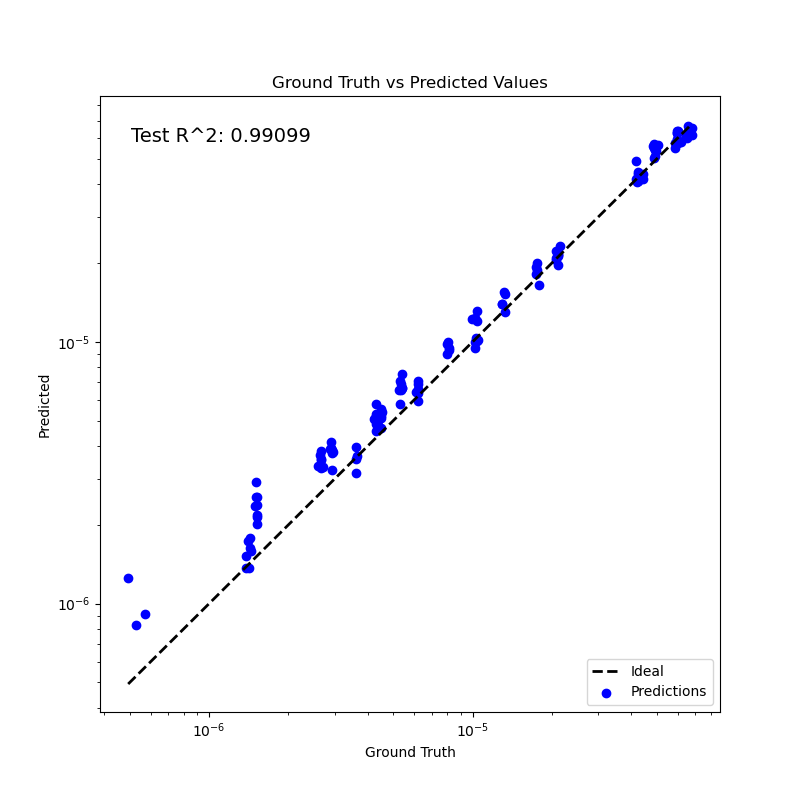 Ground Truth vs Predicted Values
Test R^2: 0.99099
Predicted
10⁻⁵
10⁻⁶
Ideal
Predictions
10⁻⁶
10⁻⁵
Ground Truth